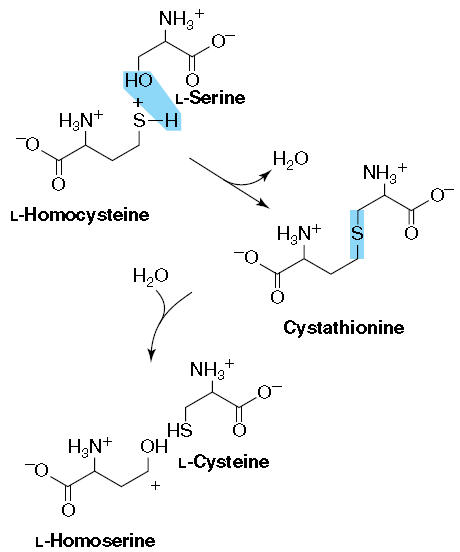 NH₃⁺
O⁻
HO
O
L-Serine
+
H₃N⁺
S–H
⁻O
O
L-Homocysteine
H₂O
NH₃⁺
O⁻
H₃N⁺
S
O
⁻O
O
Cystathionine
H₂O
NH₃⁺
O⁻
HS
O
L-Cysteine
H₃N⁺
OH
⁻O
+
O
L-Homoserine